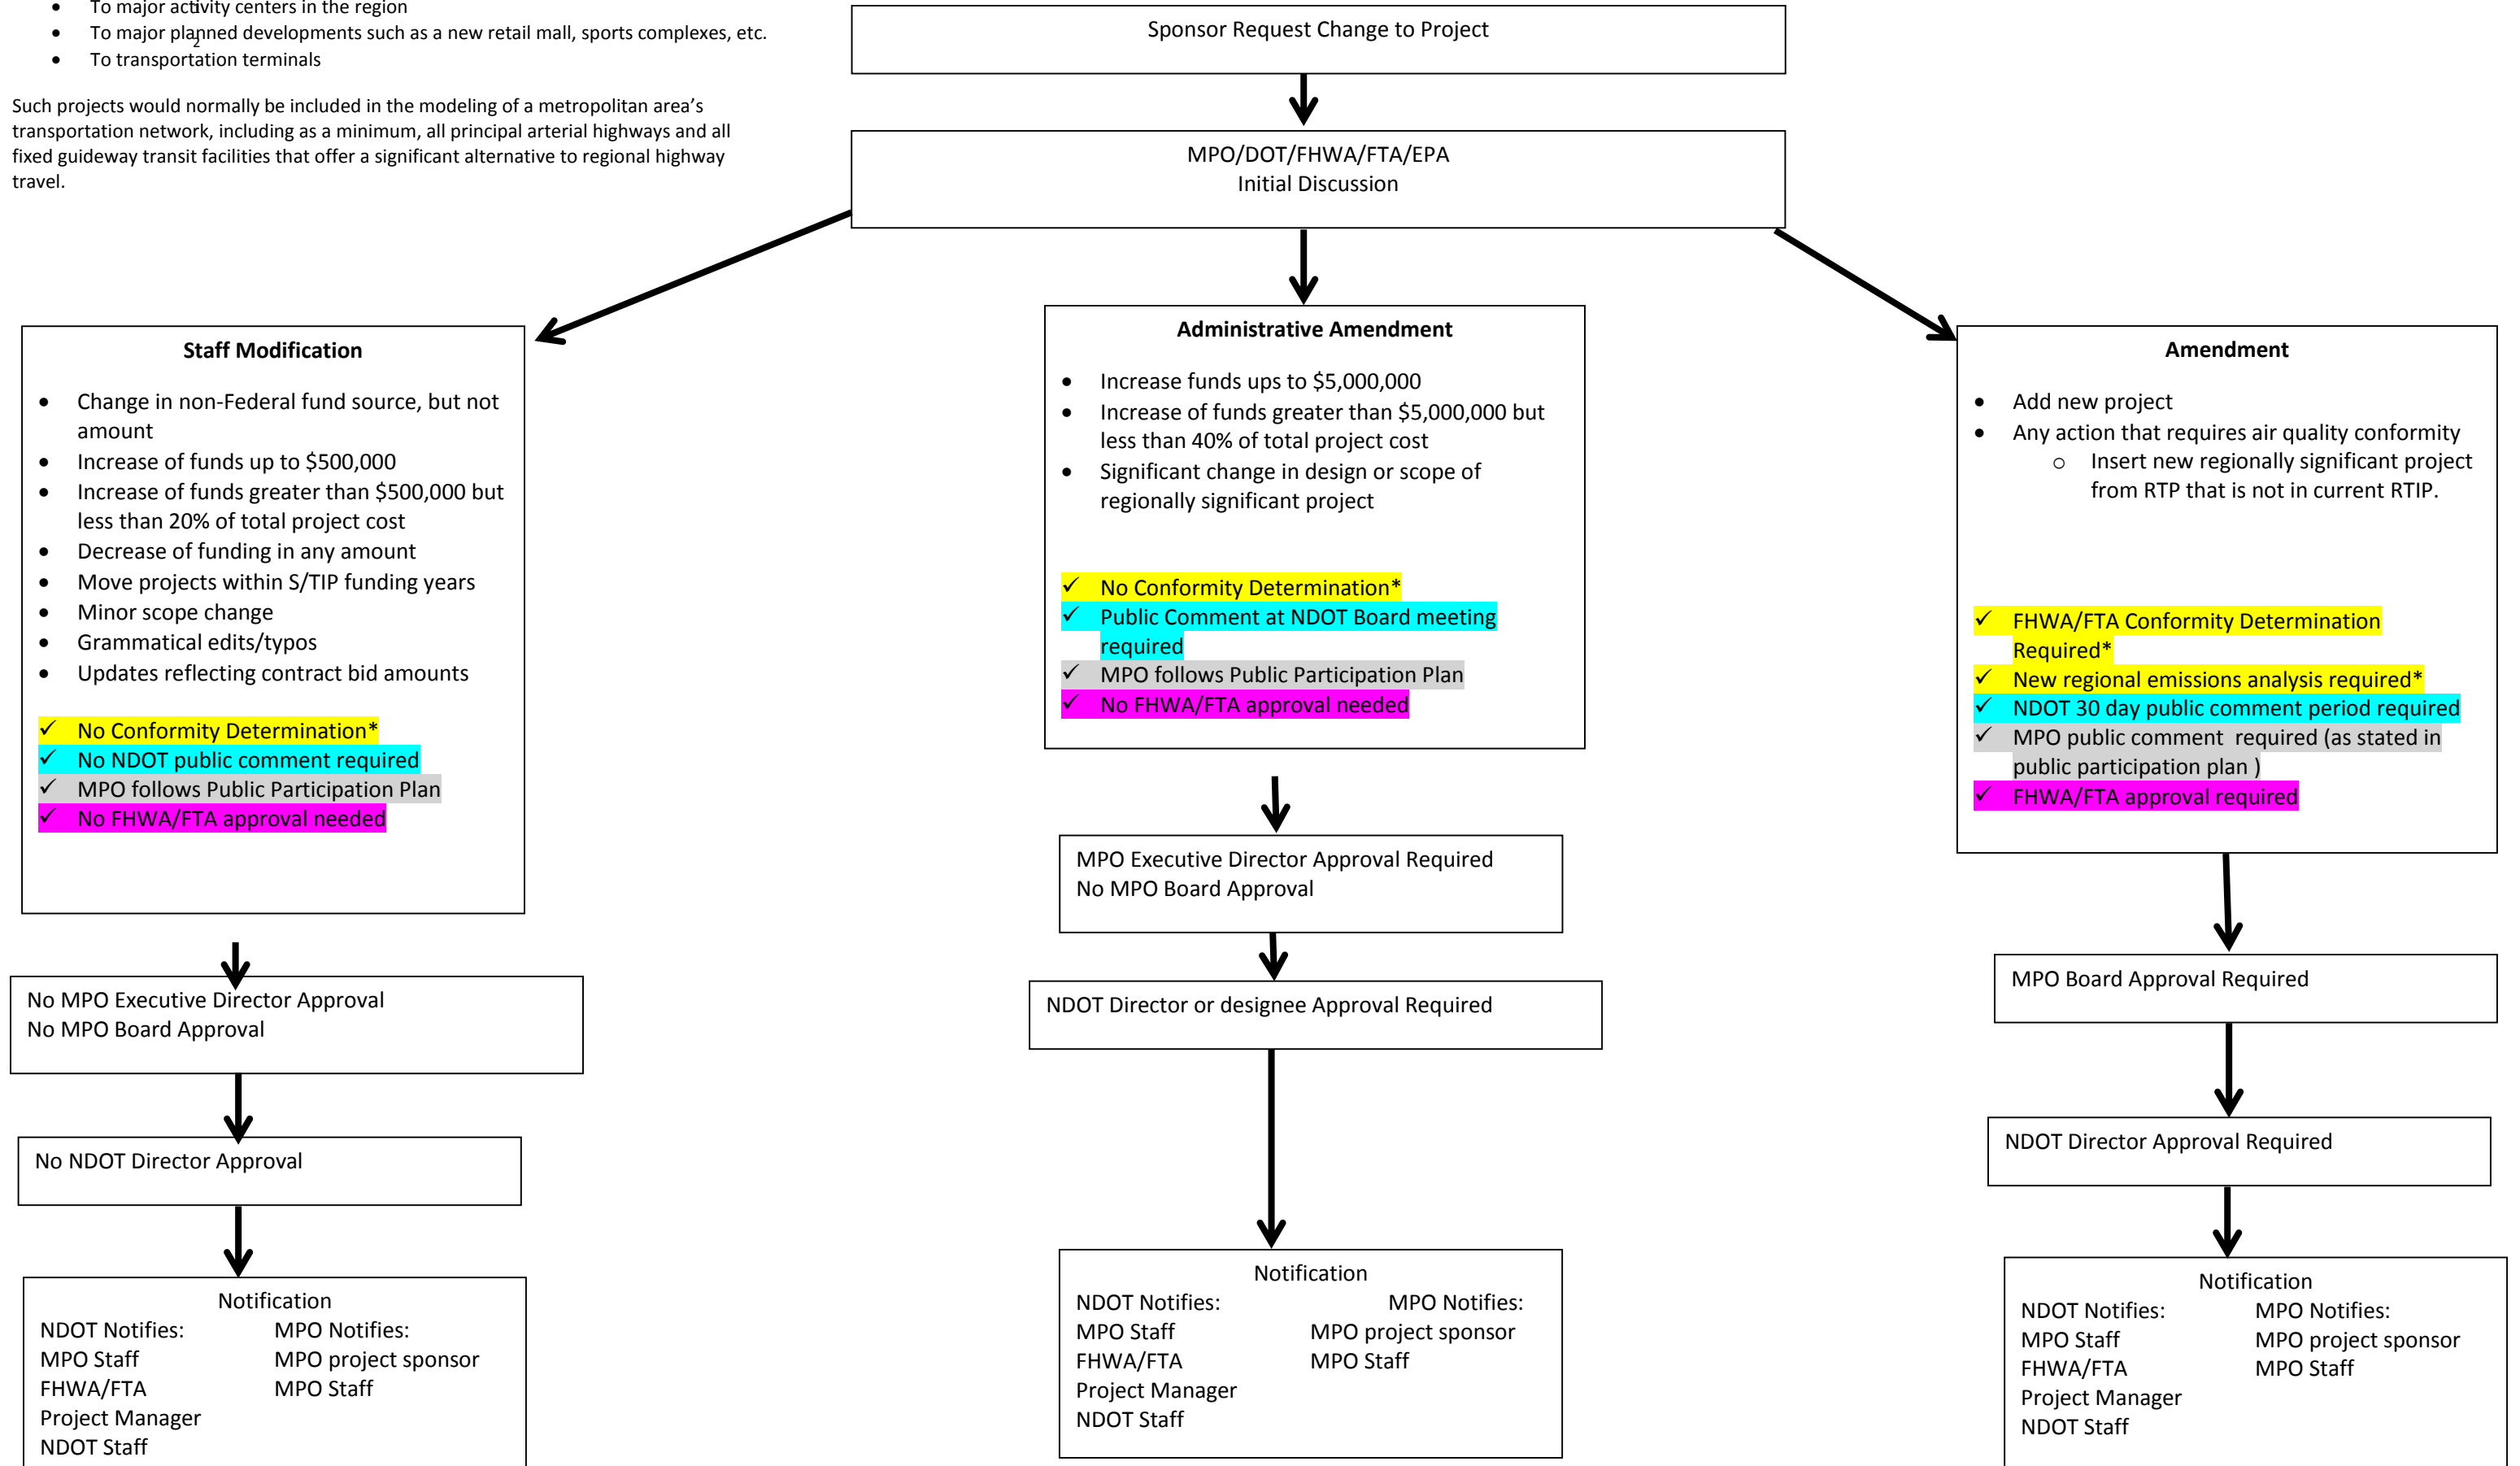 • To major activity centers in the region
• To major planned developments such as a new retail mall, sports complexes, etc.
2
• To transportation terminals
Such projects would normally be included in the modeling of a metropolitan area’s
transportation network, including as a minimum, all principal arterial highways and all
fixed guideway transit facilities that offer a significant alternative to regional highway
travel.
Sponsor Request Change to Project
MPO/DOT/FHWA/FTA/EPA
Initial Discussion
Staff Modification
• Change in non-Federal fund source, but not
amount
• Increase of funds up to $500,000
• Increase of funds greater than $500,000 but
less than 20% of total project cost
• Decrease of funding in any amount
• Move projects within S/TIP funding years
• Minor scope change
• Grammatical edits/typos
• Updates reflecting contract bid amounts
✓ No Conformity Determination*
✓ No NDOT public comment required
✓ MPO follows Public Participation Plan
✓ No FHWA/FTA approval needed
No MPO Executive Director Approval
No MPO Board Approval
No NDOT Director Approval
Notification
NDOT Notifies: MPO Notifies:
MPO Staff MPO project sponsor
FHWA/FTA MPO Staff
Project Manager
NDOT Staff
Administrative Amendment
• Increase funds ups to $5,000,000
• Increase of funds greater than $5,000,000 but
less than 40% of total project cost
• Significant change in design or scope of
regionally significant project
✓ No Conformity Determination*
✓ Public Comment at NDOT Board meeting
required
✓ MPO follows Public Participation Plan
✓ No FHWA/FTA approval needed
MPO Executive Director Approval Required
No MPO Board Approval
NDOT Director or designee Approval Required
Notification
NDOT Notifies: MPO Notifies:
MPO Staff MPO project sponsor
FHWA/FTA MPO Staff
Project Manager
NDOT Staff
Amendment
• Add new project
• Any action that requires air quality conformity
o Insert new regionally significant project
from RTP that is not in current RTIP.
✓ FHWA/FTA Conformity Determination
Required*
✓ New regional emissions analysis required*
✓ NDOT 30 day public comment period required
✓ MPO public comment required (as stated in
public participation plan )
✓ FHWA/FTA approval required
MPO Board Approval Required
NDOT Director Approval Required
Notification
NDOT Notifies: MPO Notifies:
MPO Staff MPO project sponsor
FHWA/FTA MPO Staff
Project Manager
NDOT Staff